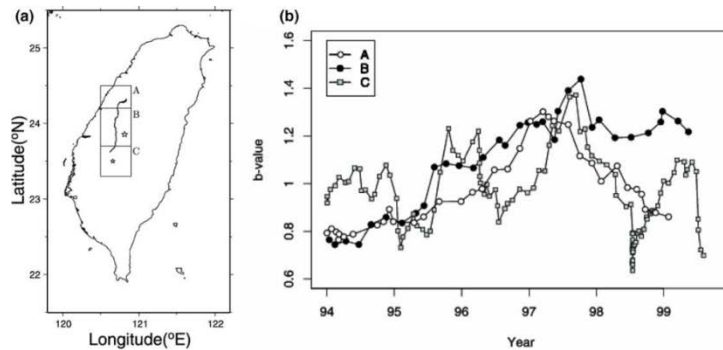 (a)
25
24
23
22
Latitude(°N)
A
B
C
120
121
122
Longitude(°E)
(b)
1.6
1.4
1.2
1
0.8
0.6
b-value
A
B
C
94
95
96
97
98
99
Year